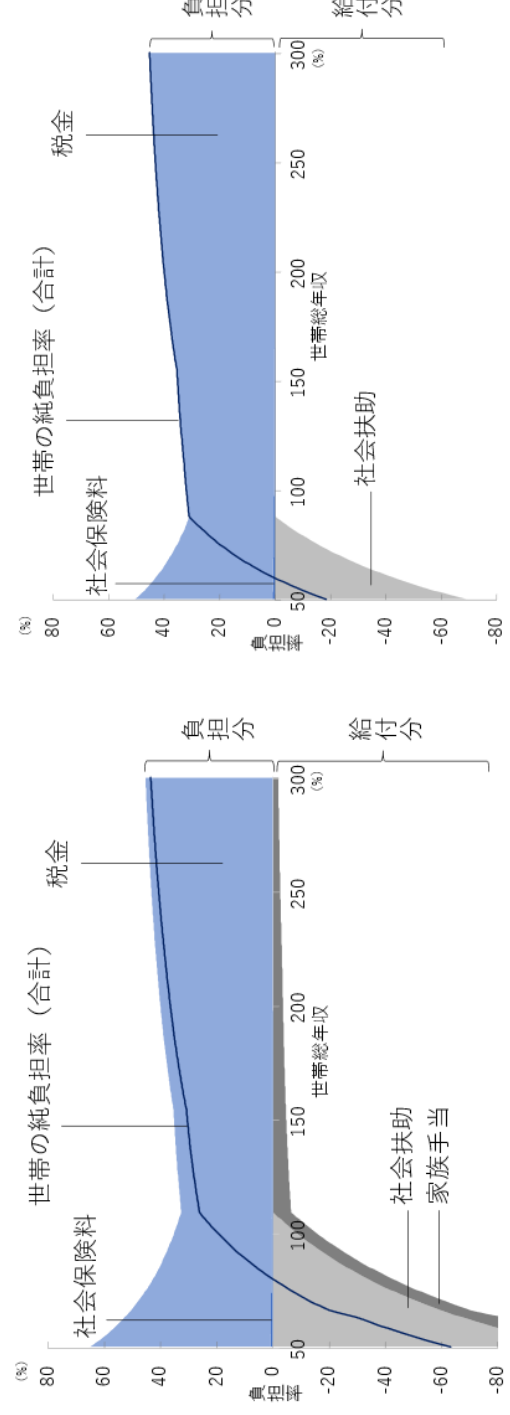 (%)
80
60
40
20
0
-20
-40
-60
-80
負担率
社会保険料
世帯の純負担率（合計）
税金
負担分
給付分
社会扶助
家族手当
50
100
150
200
250
300
(%)
世帯総年収
(%)
80
60
40
20
0
-20
-40
-60
-80
負担率
社会保険料
世帯の純負担率（合計）
税金
負担分
給付分
社会扶助
50
100
150
200
250
300
(%)
世帯総年収